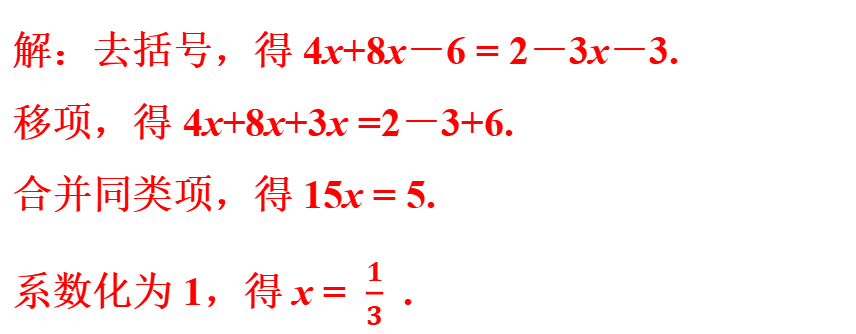 解：去括号，得 4x+8x－6 = 2－3x－3.
移项，得 4x+8x+3x =2－3+6.
合并同类项，得 15x = 5.
系数化为 1，得 x = 1/3 .